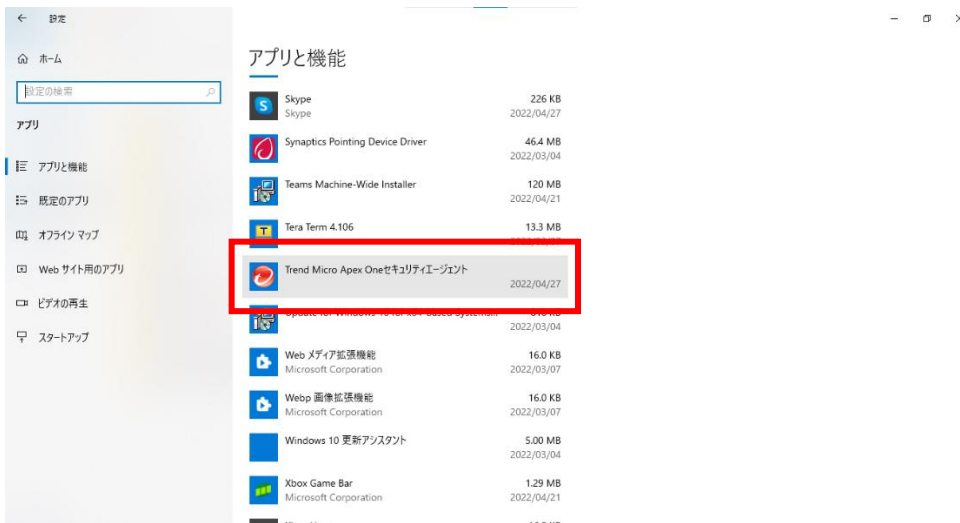 設定
ホーム
設定の検索
アプリ
アプリと機能
既定のアプリ
オフライン マップ
Web サイト用のアプリ
ビデオの再生
スタートアップ
アプリと機能
Skype 226 KB
Skype 2022/04/27
Synaptics Pointing Device Driver 46.4 MB
2022/03/04
Teams Machine-Wide Installer 120 MB
2022/04/21
Tera Term 4.106 13.3 MB
Trend Micro Apex Oneセキュリティエージェント
2022/04/27
Update for Windows 10 for x64-based Systems...
2022/03/04
Web メディア拡張機能 16.0 KB
Microsoft Corporation 2022/03/07
Webp 画像拡張機能 16.0 KB
Microsoft Corporation 2022/03/07
Windows 10 更新アシスタント 5.00 MB
2022/03/04
Xbox Game Bar 1.29 MB
Microsoft Corporation 2022/04/21